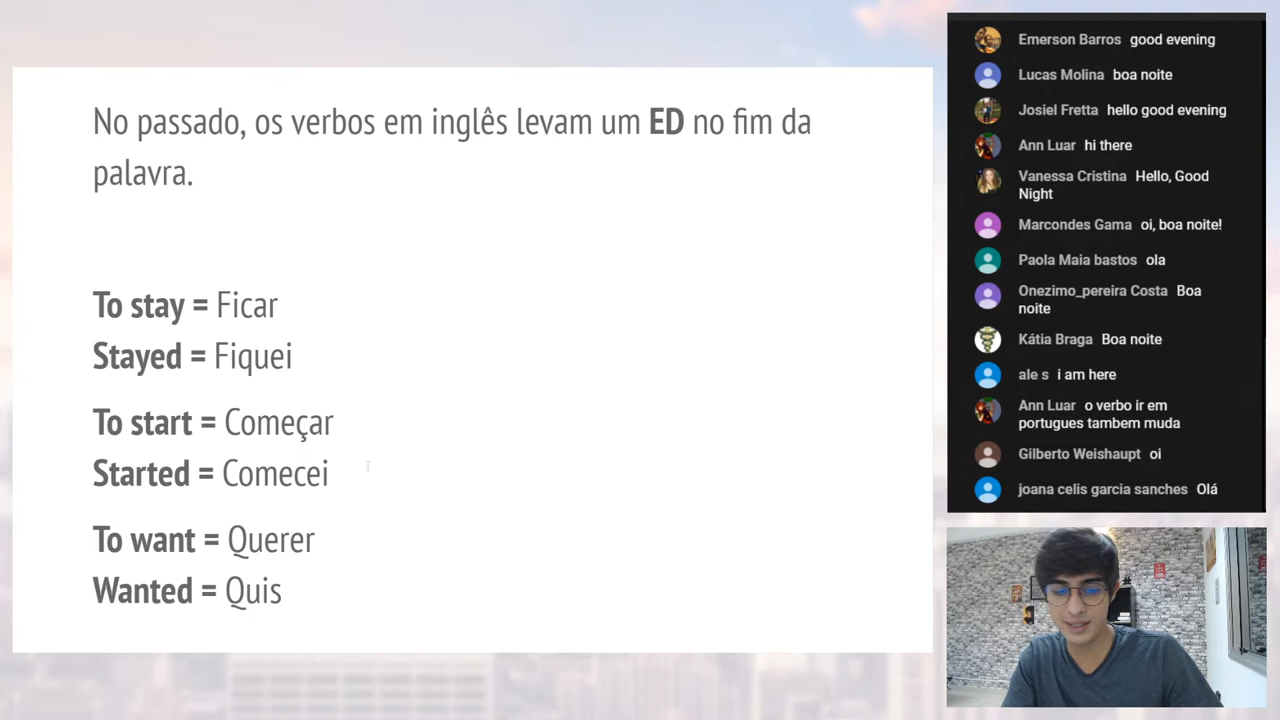 No passado, os verbos em inglês levam um ED no fim da
palavra.
To stay = Ficar
Stayed = Fiquei
To start = Começar
Started = Comecei
To want = Querer
Wanted = Quis
Emerson Barros good evening
Lucas Molina boa noite
Josiel Fretta hello good evening
Ann Luar hi there
Vanessa Cristina Hello, Good
Night
Marcondes Gama oi, boa noite!
Paola Maia bastos ola
Onezimo_pereira Costa Boa
noite
Kátia Braga Boa noite
ale s i am here
Ann Luar o verbo ir em
portugues tambem muda
Gilberto Weishaupt oi
joana celis garcia sanches Olá